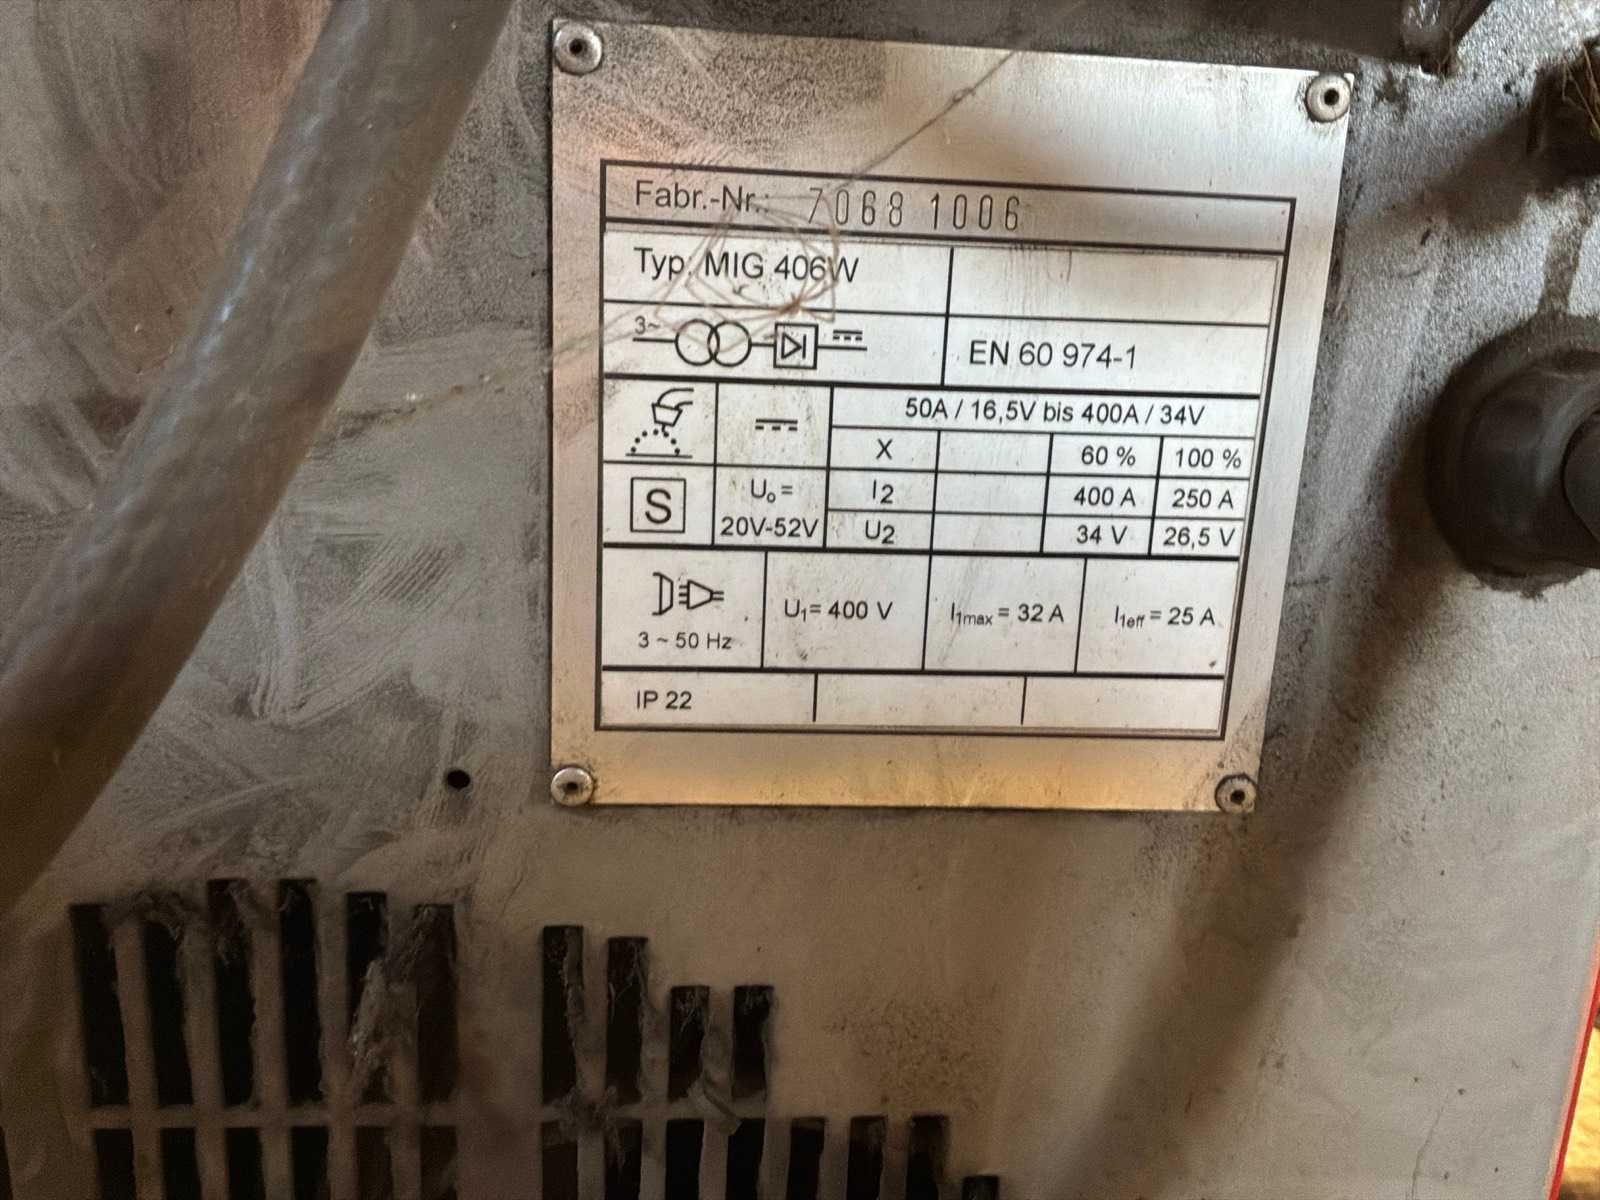 Fabr.-Nr.: 7068 1006
Typ. MIG 406W
3~
EN 60 974-1
50A / 16,5V bis 400A / 34V
X 60 % 100 %
S
U₀ =
20V-52V
I2 400 A 250 A
U2 34 V 26,5 V
3 ~ 50 Hz
U₁= 400 V
I₁max = 32 A
I₁eff = 25 A
IP 22